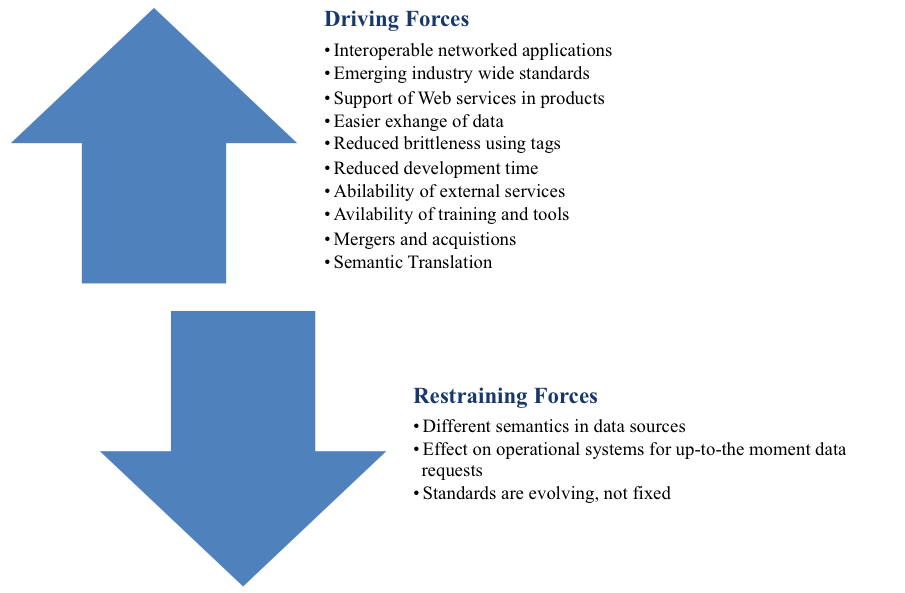 Driving Forces
• Interoperable networked applications
• Emerging industry wide standards
• Support of Web services in products
• Easier exhange of data
• Reduced brittleness using tags
• Reduced development time
• Abilability of external services
• Avilability of training and tools
• Mergers and acquistions
• Semantic Translation
Restraining Forces
• Different semantics in data sources
• Effect on operational systems for up-to-the moment data
requests
• Standards are evolving, not fixed